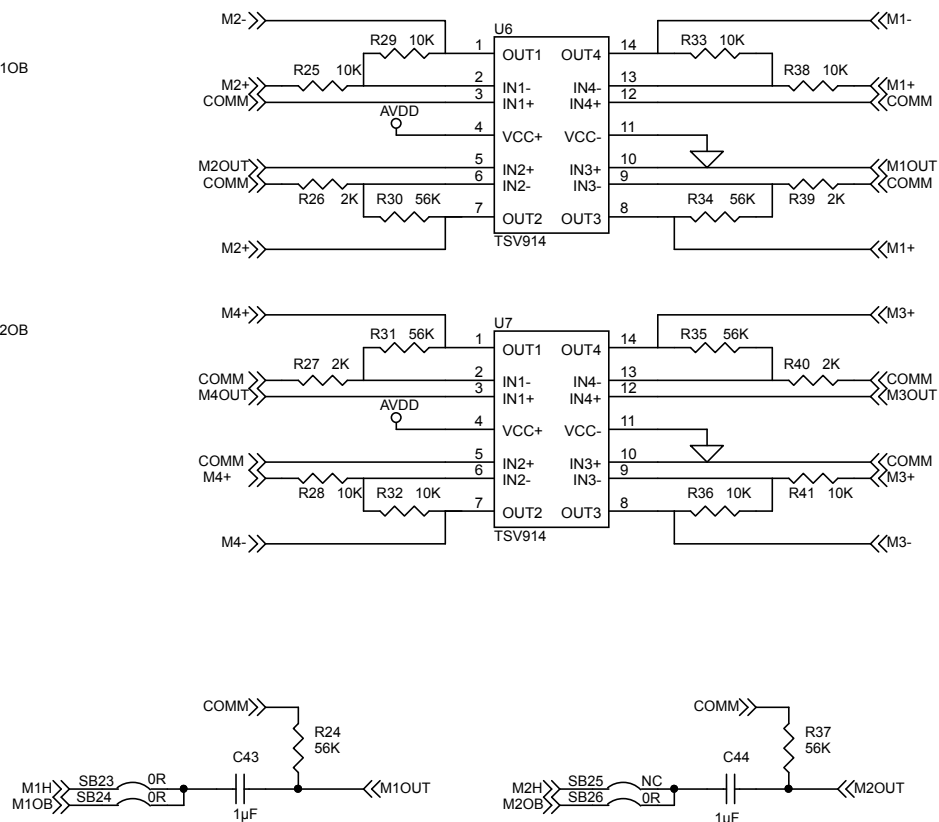 M2- U6 M1-
R29 10K 1 OUT1 OUT4 14 R33 10K
1OB R25 10K R38 10K
M2+ 2 IN1- IN4- 13 M1+
COMM 3 IN1+ IN4+ 12 COMM
AVDD
4 VCC+ VCC- 11
M2OUT 5 IN2+ IN3+ 10 M1OUT
COMM 6 IN2- IN3- 9 COMM
R26 2K R30 56K R34 56K R39 2K
7 OUT2 OUT3 8
TSV914
M2+ M1+
M4+ M3+
2OB U7
R31 56K 1 OUT1 OUT4 14 R35 56K
R27 2K R40 2K
COMM 2 IN1- IN4- 13 COMM
M4OUT 3 IN1+ IN4+ 12 M3OUT
AVDD
4 VCC+ VCC- 11
COMM 5 IN2+ IN3+ 10 COMM
M4+ 6 IN2- IN3- 9 M3+
R28 10K R32 10K R36 10K R41 10K
7 OUT2 OUT3 8
TSV914
M4- M3-
COMM COMM
R24 R37
56K 56K
C43 C44
M1H SB23 0R M1OUT M2H SB25 NC M2OUT
M1OB SB24 0R M2OB SB26 0R
1µF 1µF